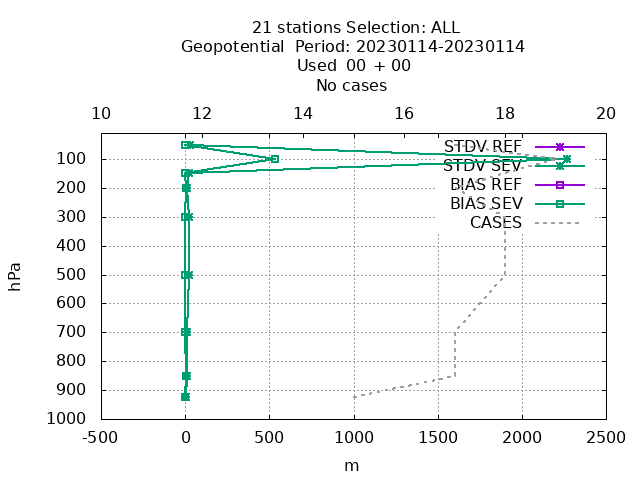 21 stations Selection: ALL
Geopotential  Period: 20230114-20230114
Used  00 + 00
No cases
10 12 13 15 16 18 20
STDV REF
100
STDV SEV
200
BIAS REF
BIAS SEV
300
CASES
400
500
600
700
800
900
1000
hPa
-500 0 500 1000 1500 2000 2500
m